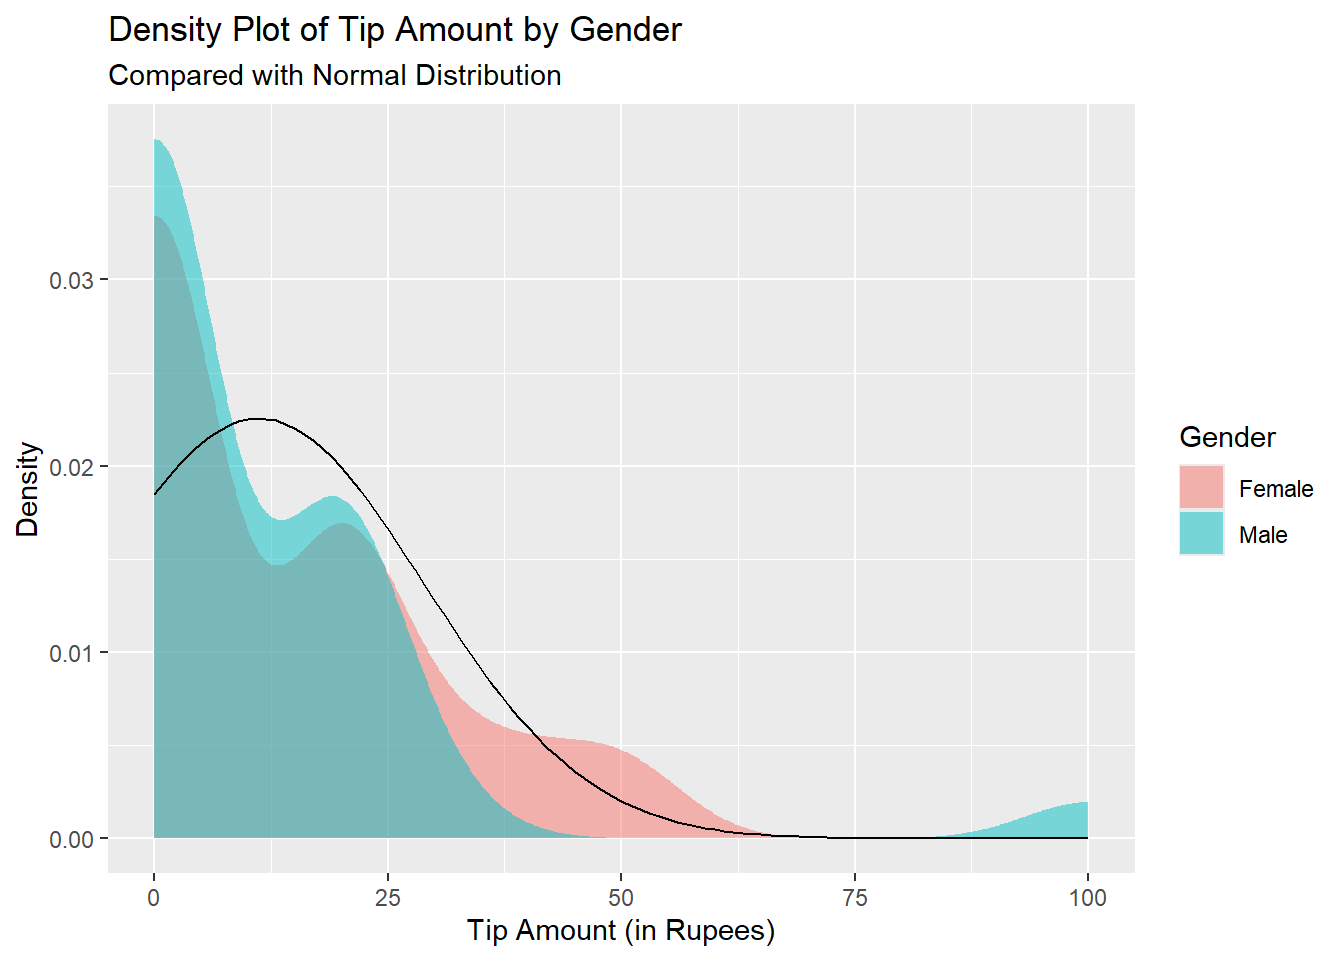 Density Plot of Tip Amount by Gender
Compared with Normal Distribution
Density
0.03
0.02
0.01
0.00
0 25 50 75 100
Tip Amount (in Rupees)
Gender
Female
Male